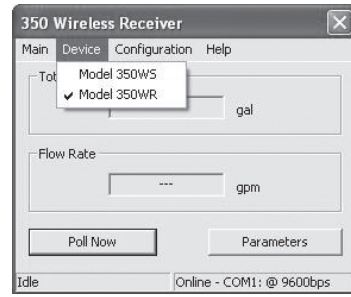 350 Wireless Receiver
Main Device Configuration Help
Model 350WS
✓ Model 350WR
gal
Flow Rate
--- gpm
Poll Now Parameters
Idle Online - COM1: @ 9600bps